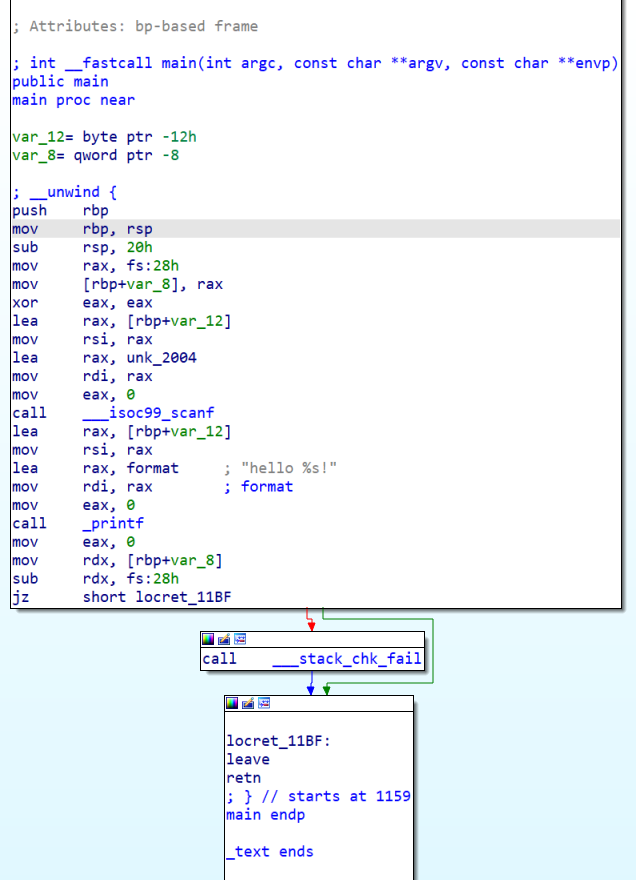 ; Attributes: bp-based frame
; int __fastcall main(int argc, const char **argv, const char **envp)
public main
main proc near
var_12= byte ptr -12h
var_8= qword ptr -8
; __unwind {
push rbp
mov rbp, rsp
sub rsp, 20h
mov rax, fs:28h
mov [rbp+var_8], rax
xor eax, eax
lea rax, [rbp+var_12]
mov rsi, rax
lea rax, unk_2004
mov rdi, rax
mov eax, 0
call ___isoc99_scanf
lea rax, [rbp+var_12]
mov rsi, rax
lea rax, format ; "hello %s!"
mov rdi, rax ; format
mov eax, 0
call _printf
mov eax, 0
mov rdx, [rbp+var_8]
sub rdx, fs:28h
jz short locret_11BF
call ___stack_chk_fail
locret_11BF:
leave
retn
; } // starts at 1159
main endp
_text ends